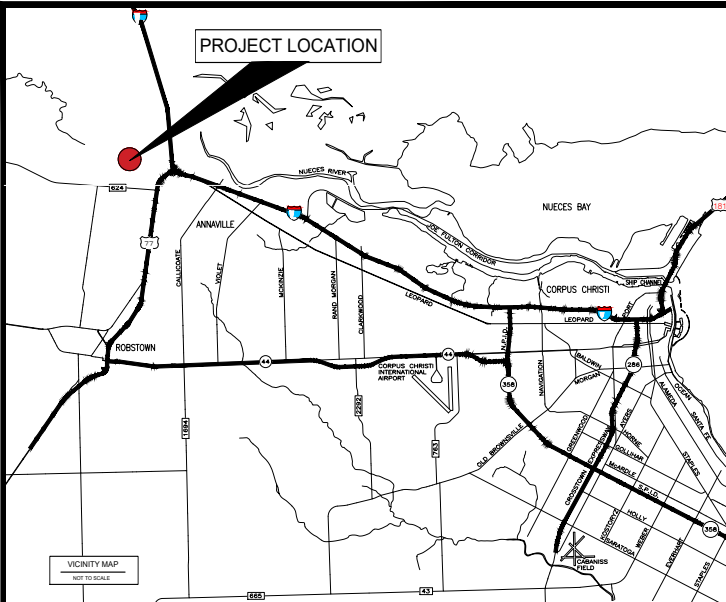 PROJECT LOCATION
181
NUECES RIVER
624
NUECES BAY
ANNAVILLE
JOE FULTON CORRIDOR
77
CALLICOATE
VIOLET
MCKINZIE
RAND MORGAN
CLARKWOOD
LEOPARD
CORPUS CHRISTI
SHIP CHANNEL
PORT
LEOPARD
ROBSTOWN
44
44
S.P.I.D.
CORPUS CHRISTI
INTERNATIONAL
AIRPORT
358
NAVIGATION
BALDWIN
MORGAN
286
ALAMEDA
OCEAN
SANTA FE
1694
2292
763
OLD BROWNSVILLE
GREENWOOD
CROSSTOWN EXPRESSWAY
AYERS
HORNE
GOLLIHAR
McARDLE
S.P.I.D.
STAPLES
358
KOSTORYZ
HOLLY
SARATOGA
WEBER
EVERHART
STAPLES
CABANISS
FIELD
VICINITY MAP
NOT TO SCALE
665
43